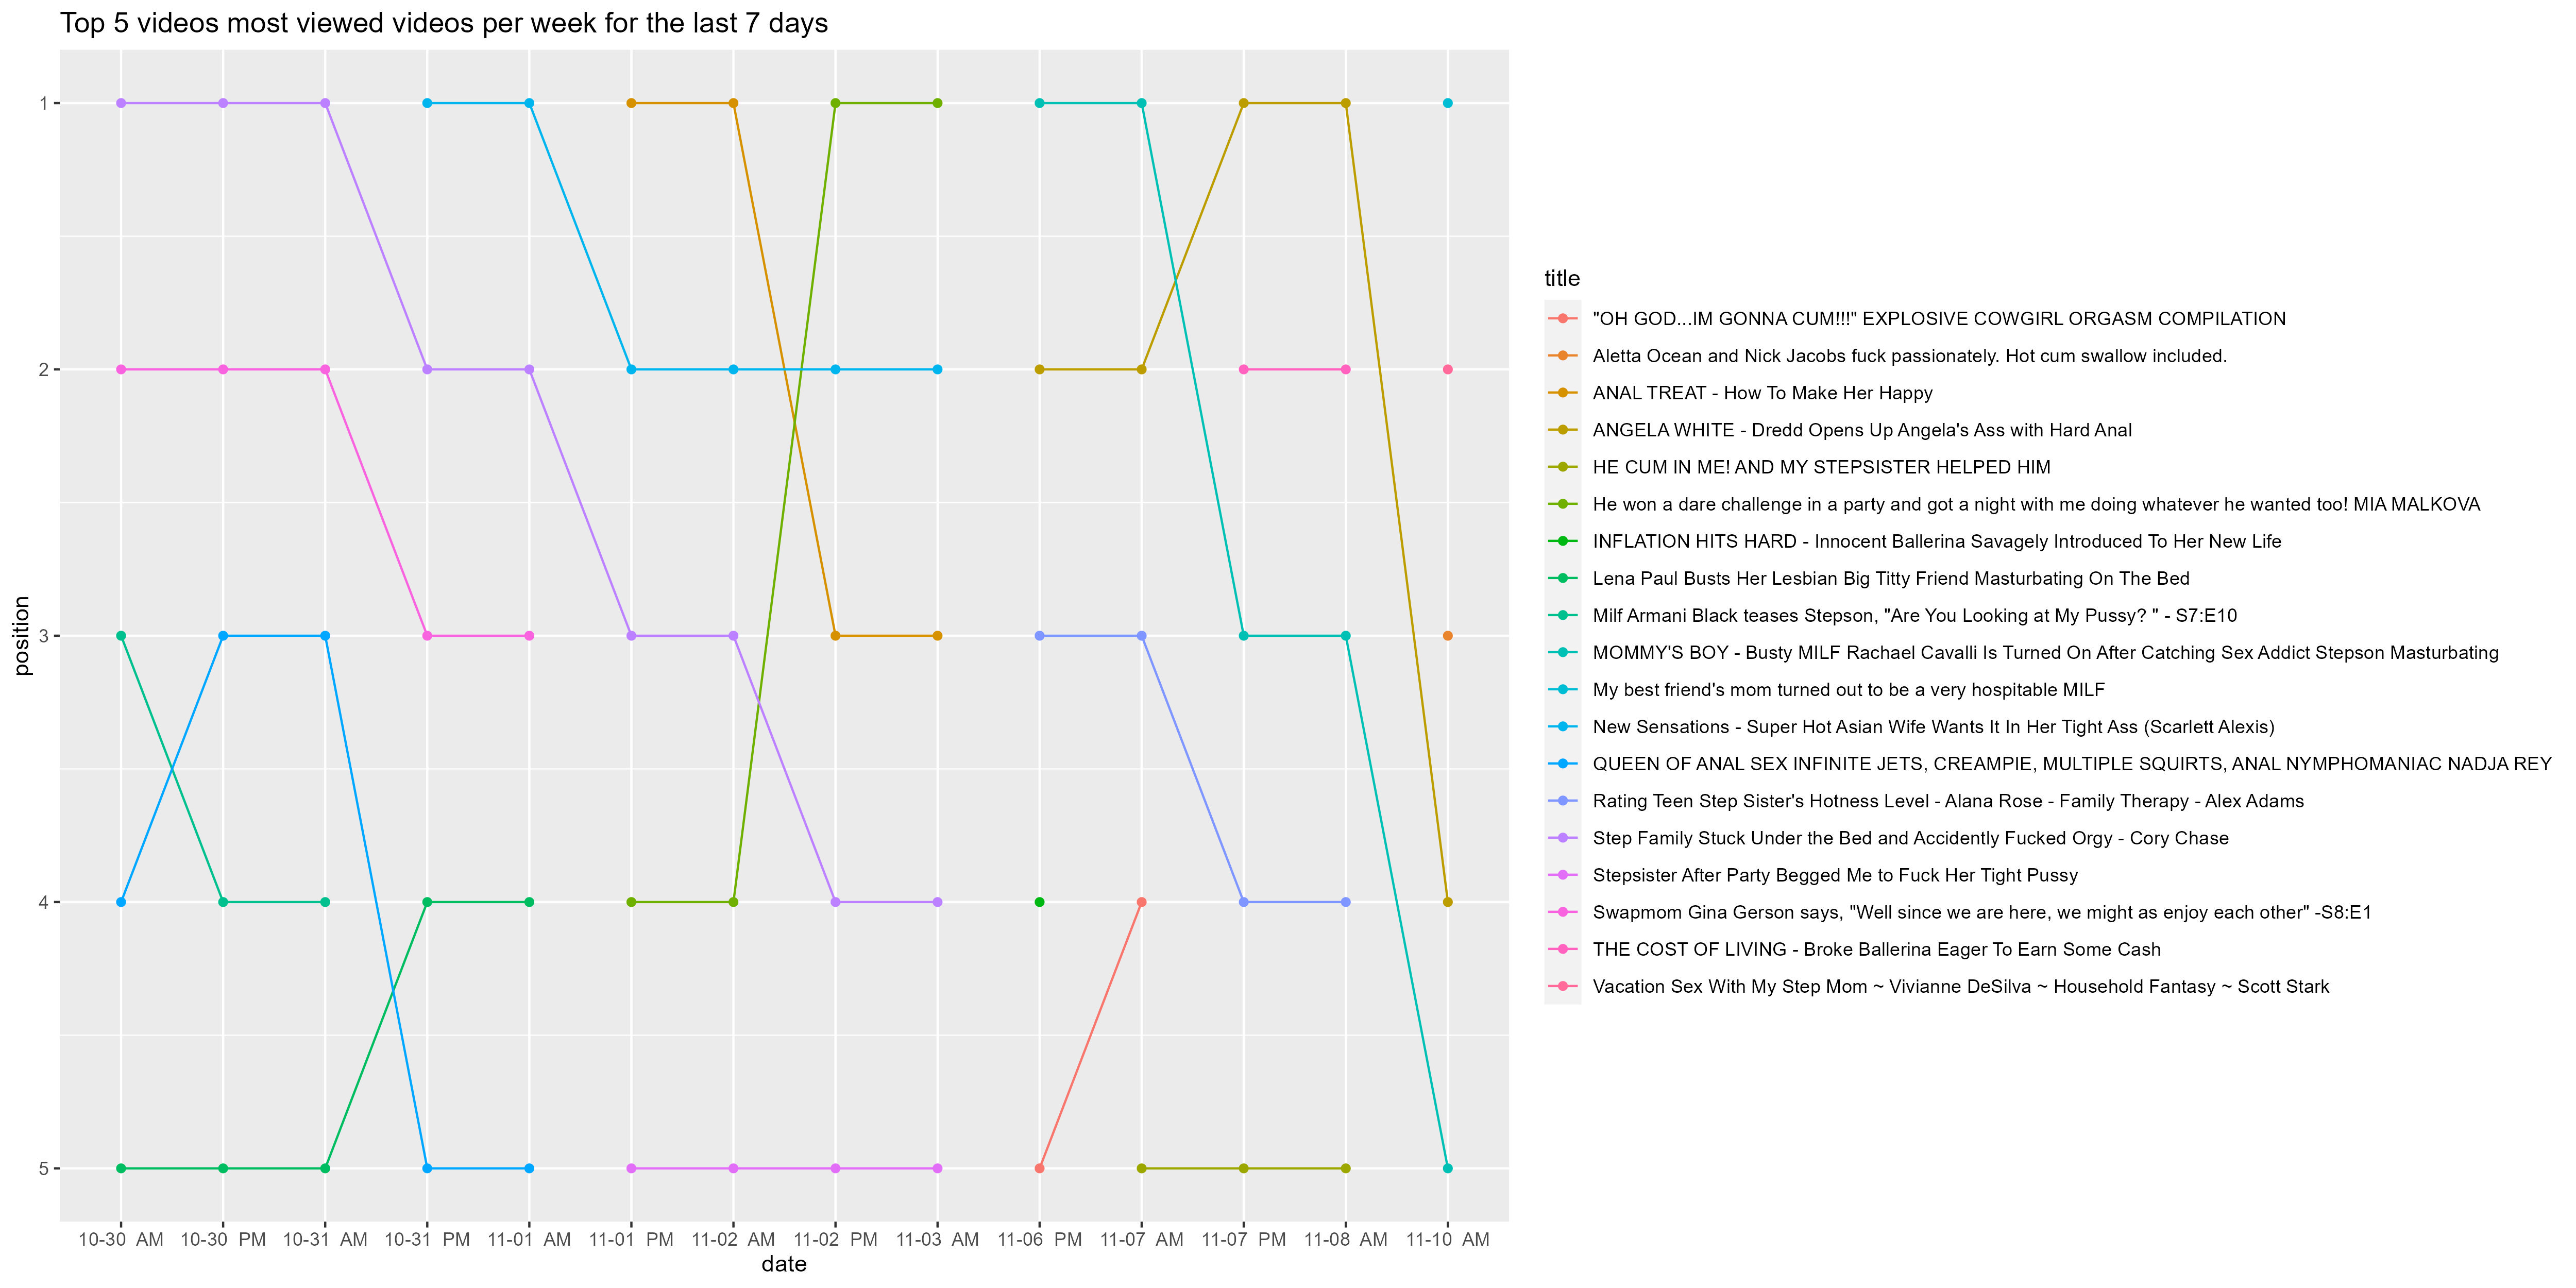 Top 5 videos most viewed videos per week for the last 7 days
position
1
2
3
4
5
10-30 AM
10-30 PM
10-31 AM
10-31 PM
11-01 AM
11-01 PM
11-02 AM
11-02 PM
11-03 AM
11-06 PM
11-07 AM
11-07 PM
11-08 AM
11-10 AM
date
title
"OH GOD...IM GONNA CUM!!!" EXPLOSIVE COWGIRL ORGASM COMPILATION
Aletta Ocean and Nick Jacobs fuck passionately. Hot cum swallow included.
ANAL TREAT - How To Make Her Happy
ANGELA WHITE - Dredd Opens Up Angela's Ass with Hard Anal
HE CUM IN ME! AND MY STEPSISTER HELPED HIM
He won a dare challenge in a party and got a night with me doing whatever he wanted too! MIA MALKOVA
INFLATION HITS HARD - Innocent Ballerina Savagely Introduced To Her New Life
Lena Paul Busts Her Lesbian Big Titty Friend Masturbating On The Bed
Milf Armani Black teases Stepson, "Are You Looking at My Pussy? " - S7:E10
MOMMY'S BOY - Busty MILF Rachael Cavalli Is Turned On After Catching Sex Addict Stepson Masturbating
My best friend's mom turned out to be a very hospitable MILF
New Sensations - Super Hot Asian Wife Wants It In Her Tight Ass (Scarlett Alexis)
QUEEN OF ANAL SEX INFINITE JETS, CREAMPIE, MULTIPLE SQUIRTS, ANAL NYMPHOMANIAC NADJA REY
Rating Teen Step Sister's Hotness Level - Alana Rose - Family Therapy - Alex Adams
Step Family Stuck Under the Bed and Accidently Fucked Orgy - Cory Chase
Stepsister After Party Begged Me to Fuck Her Tight Pussy
Swapmom Gina Gerson says, "Well since we are here, we might as enjoy each other" -S8:E1
THE COST OF LIVING - Broke Ballerina Eager To Earn Some Cash
Vacation Sex With My Step Mom ~ Vivianne DeSilva ~ Household Fantasy ~ Scott Stark